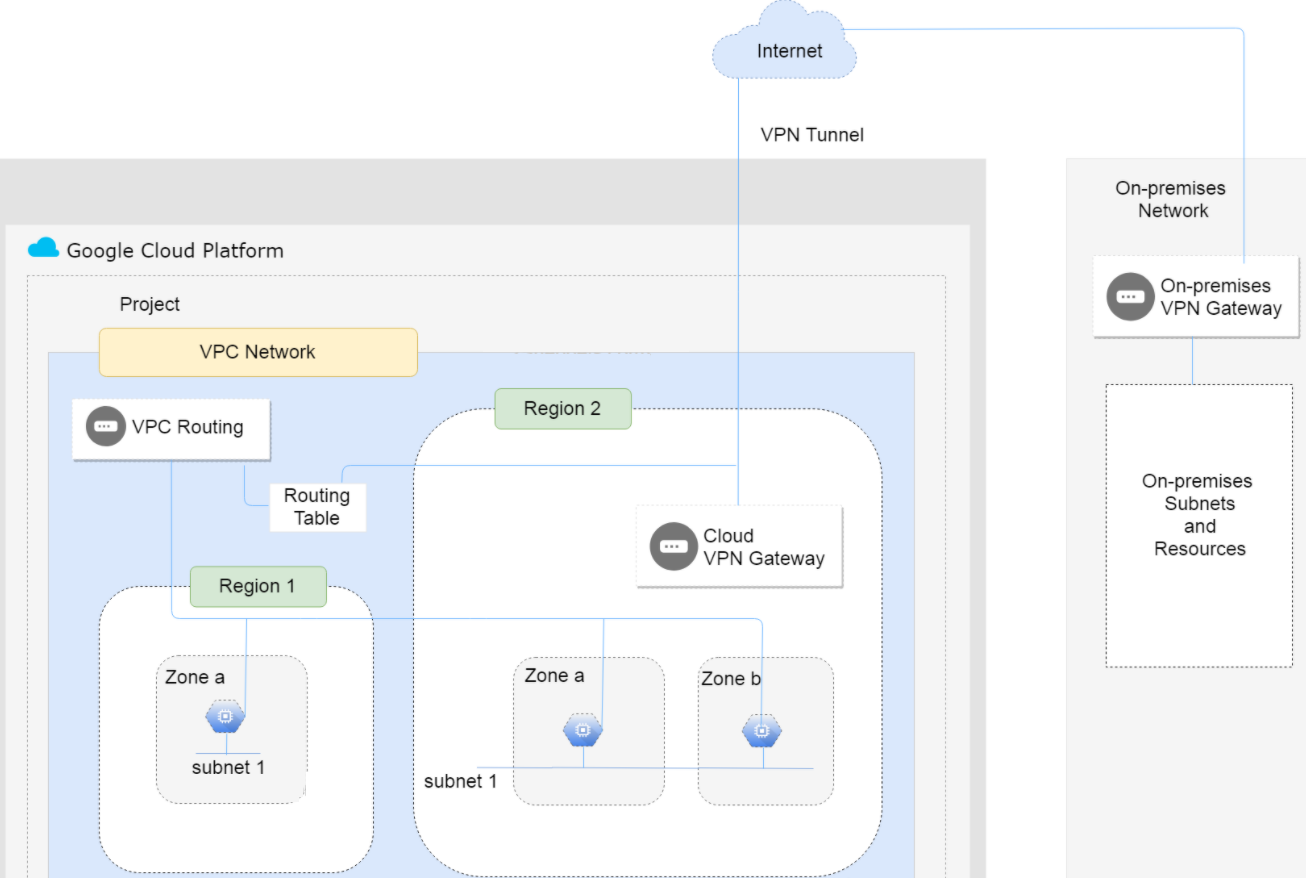 Internet
VPN Tunnel
On-premises
Network
Google Cloud Platform
On-premises
VPN Gateway
Project
VPC Network
Region 2
VPC Routing
Routing
Table
On-premises
Subnets
and
Resources
Cloud
VPN Gateway
Region 1
Zone a
Zone a
Zone b
subnet 1
subnet 1